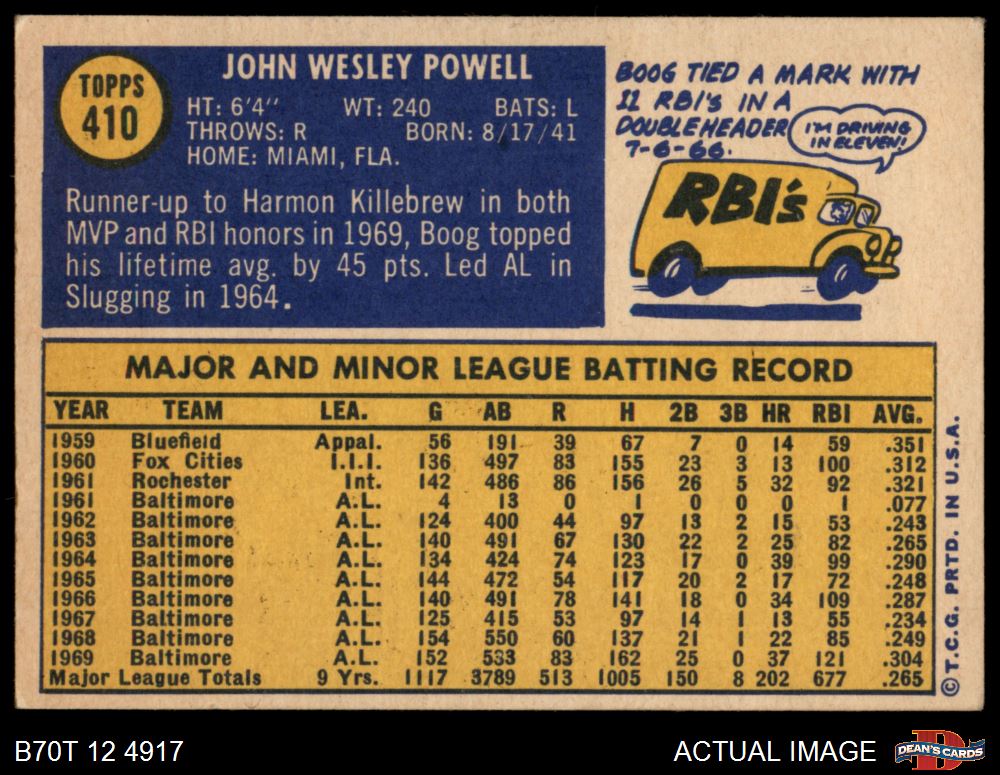 TOPPS
410
JOHN WESLEY POWELL
HT: 6'4" WT: 240 BATS: L
THROWS: R BORN: 8/17/41
HOME: MIAMI, FLA.
Runner-up to Harmon Killebrew in both
MVP and RBI honors in 1969, Boog topped
his lifetime avg. by 45 pts. Led AL in
Slugging in 1964.
BOOG TIED A MARK WITH
11 RBI'S IN A
DOUBLEHEADER
7-6-66.
I'M DRIVING
IN ELEVEN!
RBI's
MAJOR AND MINOR LEAGUE BATTING RECORD
YEAR TEAM LEA. G AB R H 2B 3B HR RBI AVG.
1959 Bluefield Appal. 56 191 39 67 7 0 14 59 .351
1960 Fox Cities I.I.I. 136 497 83 155 23 3 13 100 .312
1961 Rochester Int. 142 486 86 156 26 5 32 92 .321
1961 Baltimore A.L. 4 13 0 1 0 0 0 1 .077
1962 Baltimore A.L. 124 400 44 97 13 2 15 53 .243
1963 Baltimore A.L. 140 491 67 130 22 2 25 82 .265
1964 Baltimore A.L. 134 424 74 123 17 0 39 99 .290
1965 Baltimore A.L. 144 472 54 117 20 2 17 72 .248
1966 Baltimore A.L. 140 491 78 141 18 0 34 109 .287
1967 Baltimore A.L. 125 415 53 97 14 1 13 55 .234
1968 Baltimore A.L. 154 550 60 137 21 1 22 85 .249
1969 Baltimore A.L. 152 533 83 162 25 0 37 121 .304
Major League Totals 9 Yrs. 1117 3789 513 1005 150 8 202 677 .265
© T.C.G. PRTD. IN U.S.A.
B70T 12 4917
ACTUAL IMAGE
DEAN'S CARDS